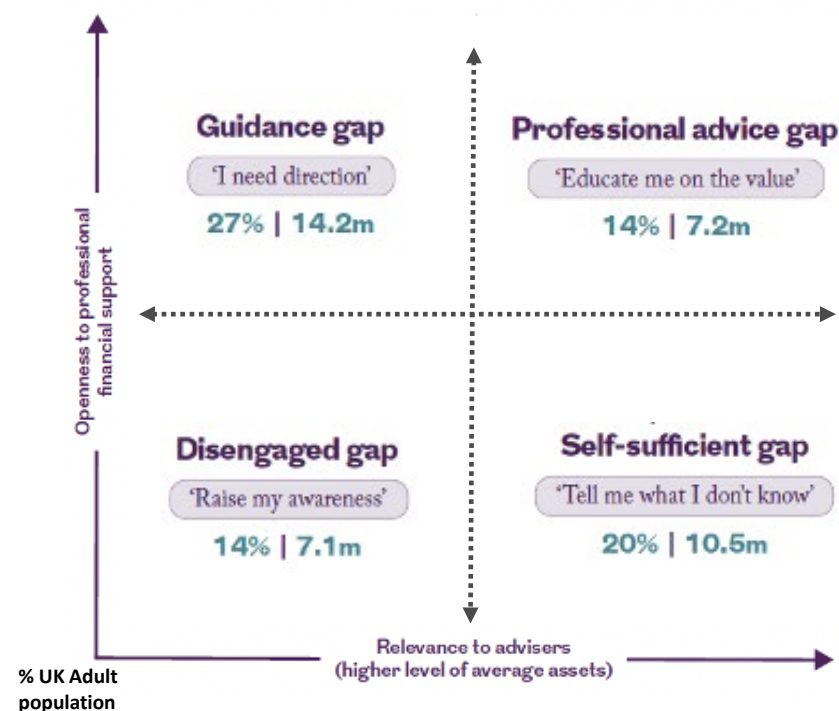 Guidance gap
'I need direction'
27% | 14.2m
Professional advice gap
'Educate me on the value'
14% | 7.2m
Openness to professional
financial support
Disengaged gap
'Raise my awareness'
14% | 7.1m
Self-sufficient gap
'Tell me what I don't know'
20% | 10.5m
Relevance to advisers
(higher level of average assets)
% UK Adult
population